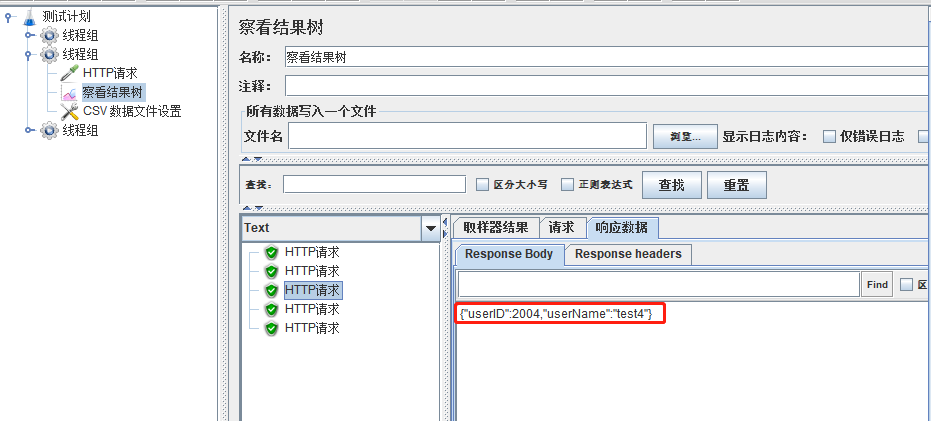 测试计划
线程组
线程组
HTTP请求
察看结果树
CSV 数据文件设置
线程组
察看结果树
名称： 察看结果树
注释：
所有数据写入一个文件
文件名 浏览... 显示日志内容： 仅错误日志
查找： 区分大小写 正则表达式 查找 重置
Text
HTTP请求
HTTP请求
HTTP请求
HTTP请求
HTTP请求
取样器结果 请求 响应数据
Response Body Response headers
Find 区
{"userID":2004,"userName":"test4"}